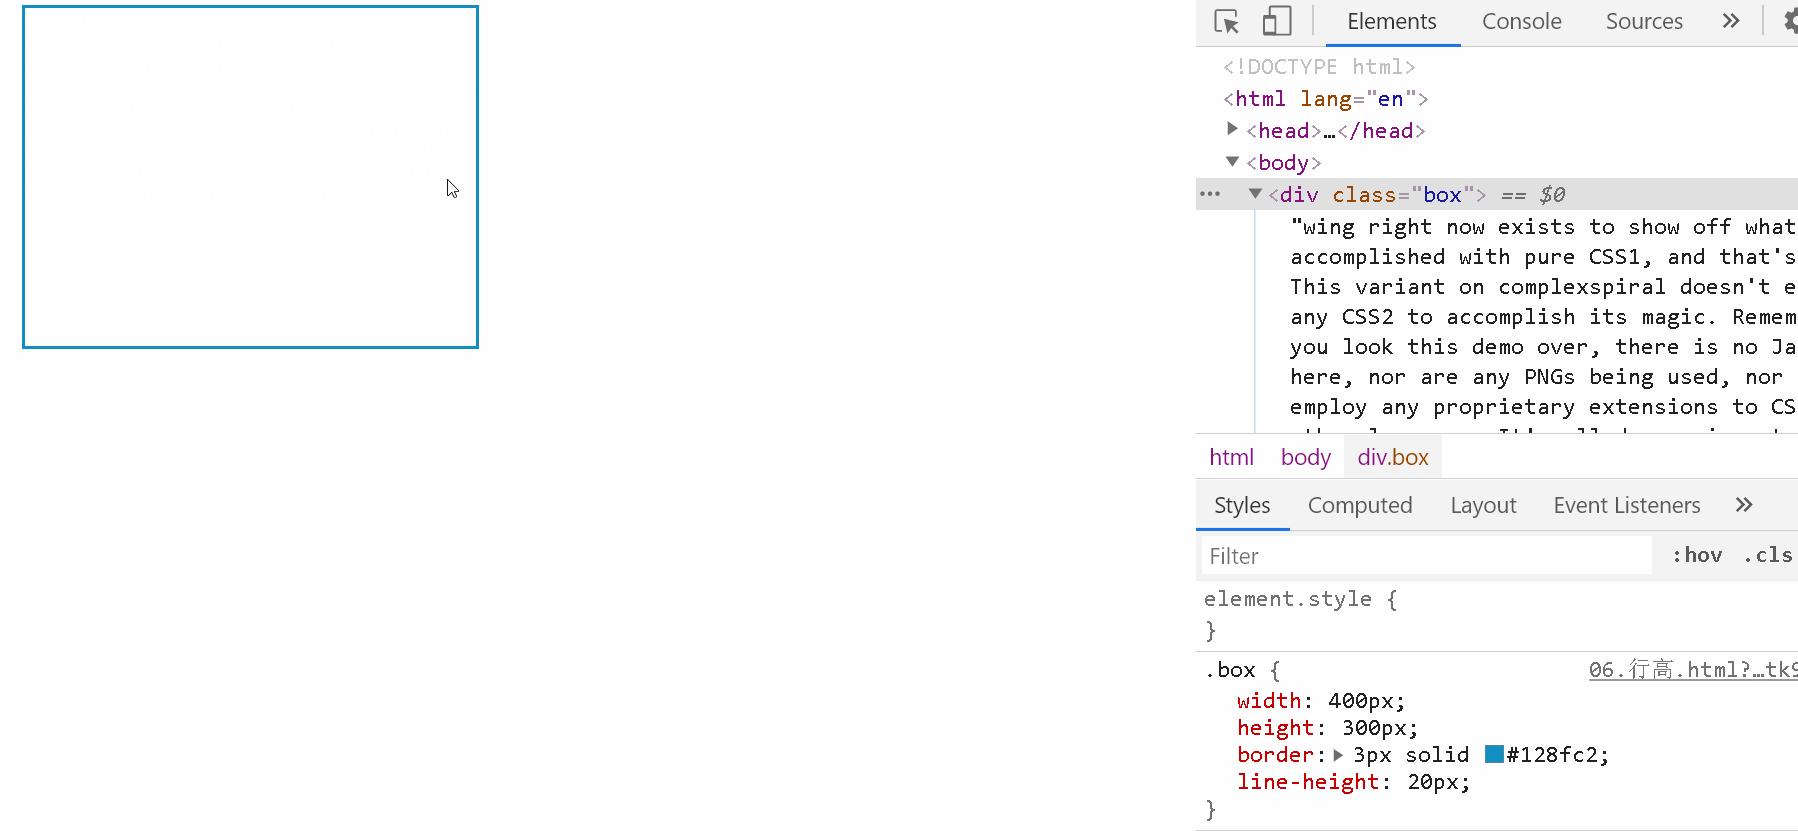 Elements Console Sources
<!DOCTYPE html>
<html lang="en">
<head>…</head>
<body>
<div class="box"> == $0
"wing right now exists to show off what
accomplished with pure CSS1, and that's
This variant on complexspiral doesn't e
any CSS2 to accomplish its magic. Remem
you look this demo over, there is no Ja
here, nor are any PNGs being used, nor
employ any proprietary extensions to CS
html body div.box
Styles Computed Layout Event Listeners
Filter :hov .cls
element.style {
}
.box { 06.行高.html?…tk9
width: 400px;
height: 300px;
border: 3px solid #128fc2;
line-height: 20px;
}